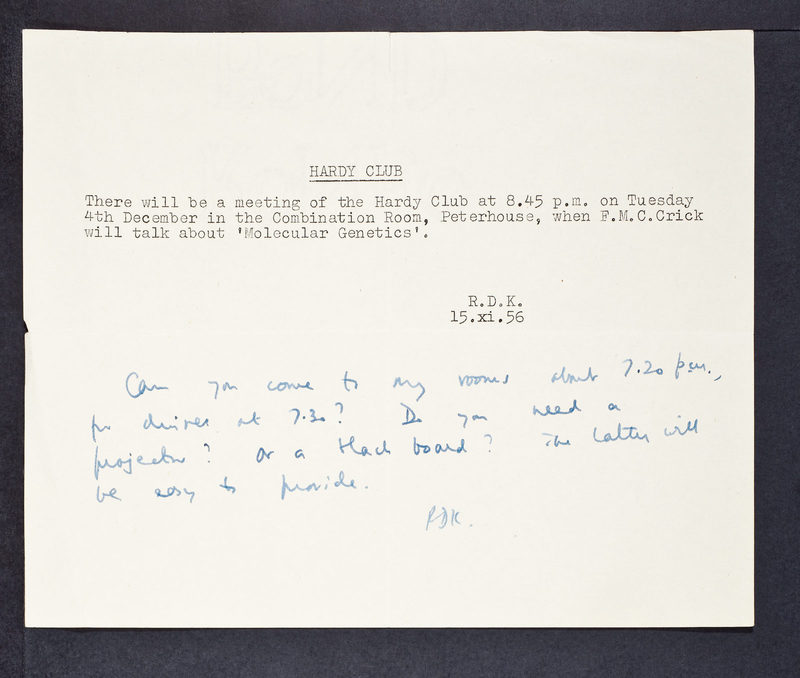 HARDY CLUB
There will be a meeting of the Hardy Club at 8.45 p.m. on Tuesday
4th December in the Combination Room, Peterhouse, when F.M.C.Crick
will talk about 'Molecular Genetics'.
R.D.K.
15.xi.56
Can you come to my rooms about 7.20 p.m.,
for dinner at 7.30? Do you need a
projector? Or a black board? The latter will
be easy to provide.
RDK.